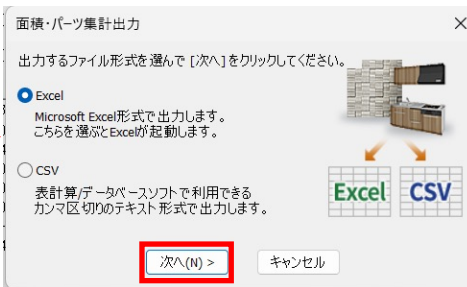 面積・パーツ集計出力
出力するファイル形式を選んで [次へ] をクリックしてください。
Excel
Microsoft Excel形式で出力します。
こちらを選ぶとExcelが起動します。
CSV
表計算/データベースソフトで利用できる
カンマ区切りのテキスト形式で出力します。
Excel CSV
次へ(N) > キャンセル